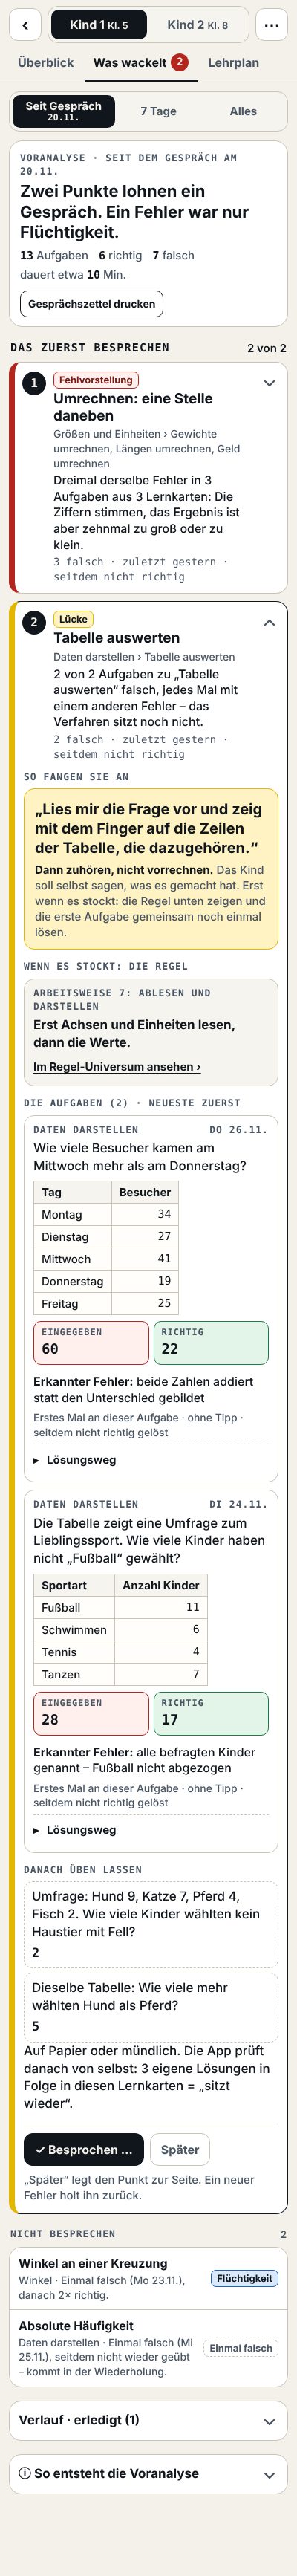 ‹ Kind 1 Kl. 5 Kind 2 Kl. 8 ⋯
Überblick Was wackelt 2 Lehrplan
Seit Gespräch 20.11. 7 Tage Alles
VORANALYSE · SEIT DEM GESPRÄCH AM
20.11.
Zwei Punkte lohnen ein
Gespräch. Ein Fehler war nur
Flüchtigkeit.
13 Aufgaben 6 richtig 7 falsch
dauert etwa 10 Min.
Gesprächszettel drucken
DAS ZUERST BESPRECHEN 2 von 2
1 Fehlvorstellung
Umrechnen: eine Stelle
daneben
Größen und Einheiten › Gewichte
umrechnen, Längen umrechnen, Geld
umrechnen
Dreimal derselbe Fehler in 3
Aufgaben aus 3 Lernkarten: Die
Ziffern stimmen, das Ergebnis ist
aber zehnmal zu groß oder zu
klein.
3 falsch · zuletzt gestern ·
seitdem nicht richtig
2 Lücke
Tabelle auswerten
Daten darstellen › Tabelle auswerten
2 von 2 Aufgaben zu „Tabelle
auswerten“ falsch, jedes Mal mit
einem anderen Fehler – das
Verfahren sitzt noch nicht.
2 falsch · zuletzt gestern ·
seitdem nicht richtig
SO FANGEN SIE AN
„Lies mir die Frage vor und zeig
mit dem Finger auf die Zeilen
der Tabelle, die dazugehören.“
Dann zuhören, nicht vorrechnen. Das Kind
soll selbst sagen, was es gemacht hat. Erst
wenn es stockt: die Regel unten zeigen und
die erste Aufgabe gemeinsam noch einmal
lösen.
WENN ES STOCKT: DIE REGEL
ARBEITSWEISE 7: ABLESEN UND
DARSTELLEN
Erst Achsen und Einheiten lesen,
dann die Werte.
Im Regel-Universum ansehen ›
DIE AUFGABEN (2) · NEUESTE ZUERST
DATEN DARSTELLEN DO 26.11.
Wie viele Besucher kamen am
Mittwoch mehr als am Donnerstag?
Tag Besucher
Montag 34
Dienstag 27
Mittwoch 41
Donnerstag 19
Freitag 25
EINGEGEBEN RICHTIG
60 22
Erkannter Fehler: beide Zahlen addiert
statt den Unterschied gebildet
Erstes Mal an dieser Aufgabe · ohne Tipp ·
seitdem nicht richtig gelöst
▸ Lösungsweg
DATEN DARSTELLEN DI 24.11.
Die Tabelle zeigt eine Umfrage zum
Lieblingssport. Wie viele Kinder haben
nicht „Fußball“ gewählt?
Sportart Anzahl Kinder
Fußball 11
Schwimmen 6
Tennis 4
Tanzen 7
EINGEGEBEN RICHTIG
28 17
Erkannter Fehler: alle befragten Kinder
genannt – Fußball nicht abgezogen
Erstes Mal an dieser Aufgabe · ohne Tipp ·
seitdem nicht richtig gelöst
▸ Lösungsweg
DANACH ÜBEN LASSEN
Umfrage: Hund 9, Katze 7, Pferd 4,
Fisch 2. Wie viele Kinder wählten kein
Haustier mit Fell?
2
Dieselbe Tabelle: Wie viele mehr
wählten Hund als Pferd?
5
Auf Papier oder mündlich. Die App prüft
danach von selbst: 3 eigene Lösungen in
Folge in diesen Lernkarten = „sitzt
wieder“.
✓ Besprochen … Später
„Später“ legt den Punkt zur Seite. Ein neuer
Fehler holt ihn zurück.
NICHT BESPRECHEN 2
Winkel an einer Kreuzung
Winkel · Einmal falsch (Mo 23.11.),
danach 2× richtig.
Flüchtigkeit
Absolute Häufigkeit
Daten darstellen · Einmal falsch (Mi
25.11.), seitdem nicht wieder geübt
– kommt in der Wiederholung.
Einmal falsch
Verlauf · erledigt (1)
ⓘ So entsteht die Voranalyse